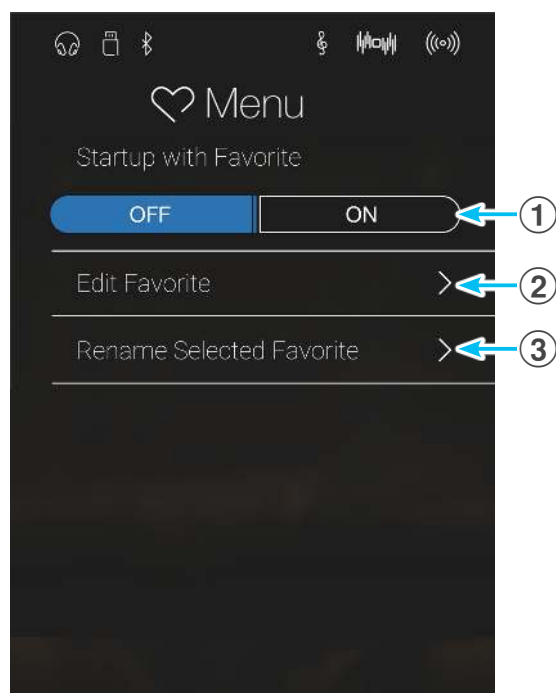 Menu
Startup with Favorite
OFF ON ①
Edit Favorite ②
Rename Selected Favorite ③